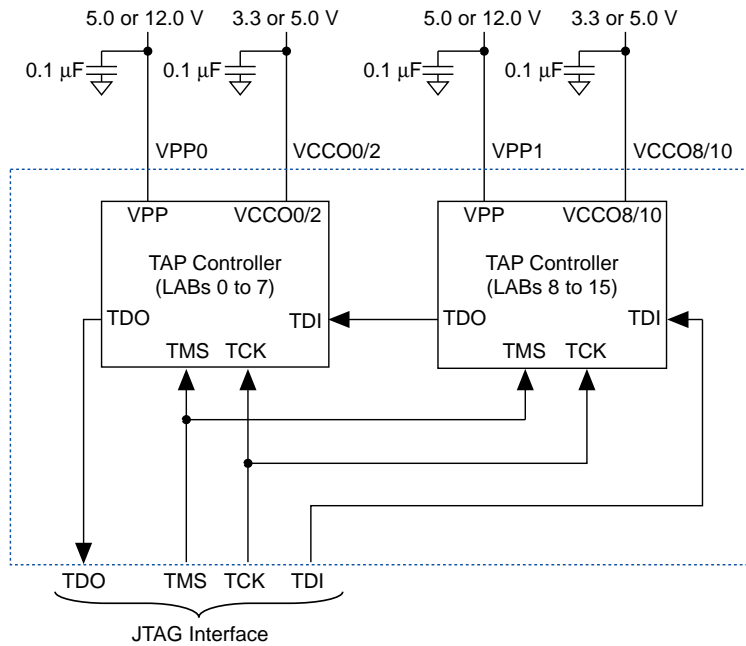 5.0 or 12.0 V 3.3 or 5.0 V 5.0 or 12.0 V 3.3 or 5.0 V
0.1 µF 0.1 µF 0.1 µF 0.1 µF
VPP0 VCCO0/2 VPP1 VCCO8/10
VPP VCCO0/2 VPP VCCO8/10
TAP Controller
(LABs 0 to 7)
TAP Controller
(LABs 8 to 15)
TDO TDI TDO TDI
TMS TCK TMS TCK
TDO TMS TCK TDI
JTAG Interface